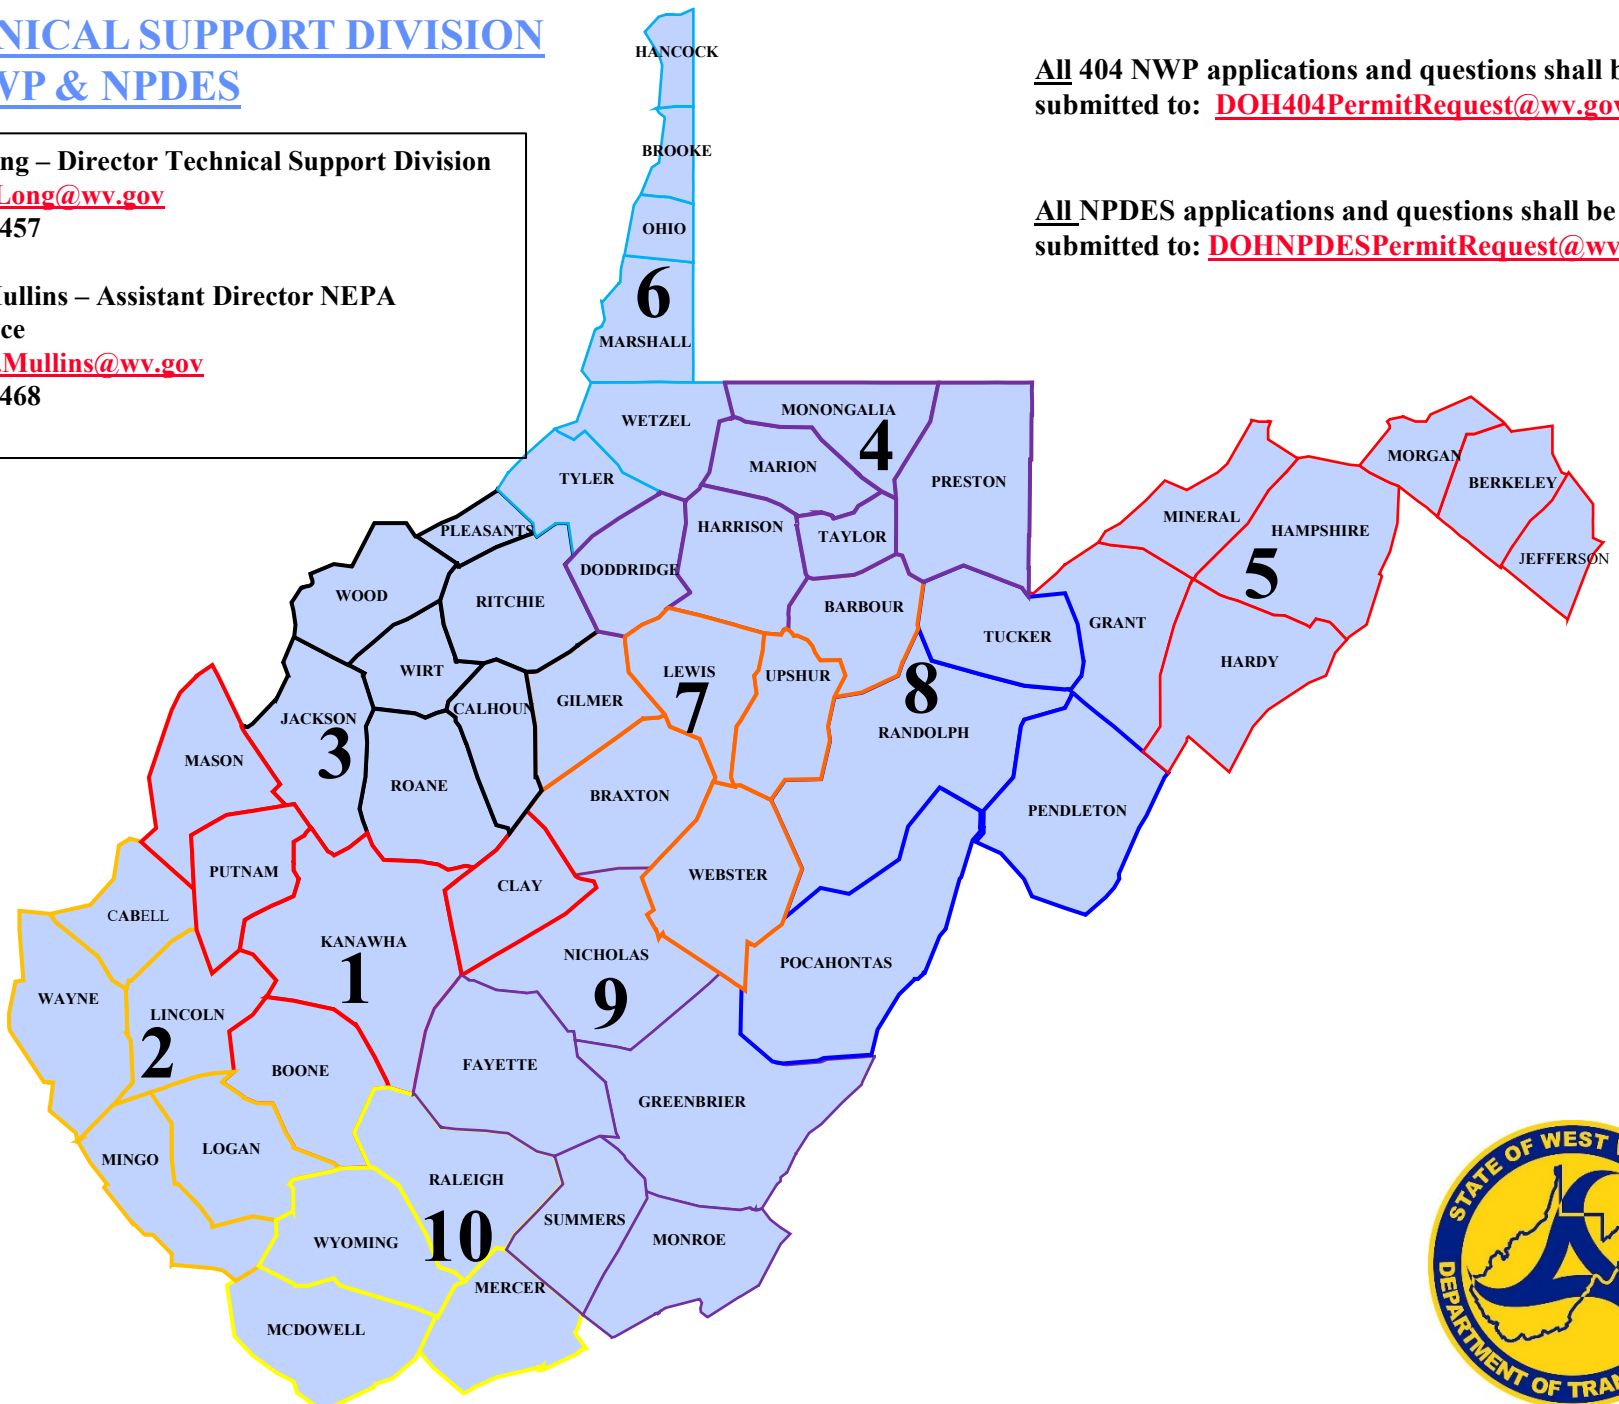 NICAL SUPPORT DIVISION
WP & NPDES
ng – Director Technical Support Division
Long@wv.gov
457
Mullins – Assistant Director NEPA
ce
.Mullins@wv.gov
468
All 404 NWP applications and questions shall b
submitted to: DOH404PermitRequest@wv.gov
All NPDES applications and questions shall be
submitted to: DOHNPDESPermitRequest@wv
HANCOCK
BROOKE
OHIO
6
MARSHALL
WETZEL
TYLER
MONONGALIA
4
MARION
PRESTON
HARRISON
TAYLOR
DODDRIDGE
BARBOUR
PLEASANTS
WOOD
RITCHIE
WIRT
CALHOUN
JACKSON
3
ROANE
GILMER
LEWIS
7
UPSHUR
BRAXTON
WEBSTER
TUCKER
8
RANDOLPH
PENDLETON
POCAHONTAS
GRANT
MINERAL
HAMPSHIRE
5
HARDY
MORGAN
BERKELEY
JEFFERSON
MASON
PUTNAM
CLAY
KANAWHA
1
BOONE
CABELL
WAYNE
LINCOLN
2
LOGAN
MINGO
NICHOLAS
9
FAYETTE
GREENBRIER
SUMMERS
MONROE
RALEIGH
10
WYOMING
MERCER
MCDOWELL
STATE OF WEST
DEPARTMENT OF TRAN